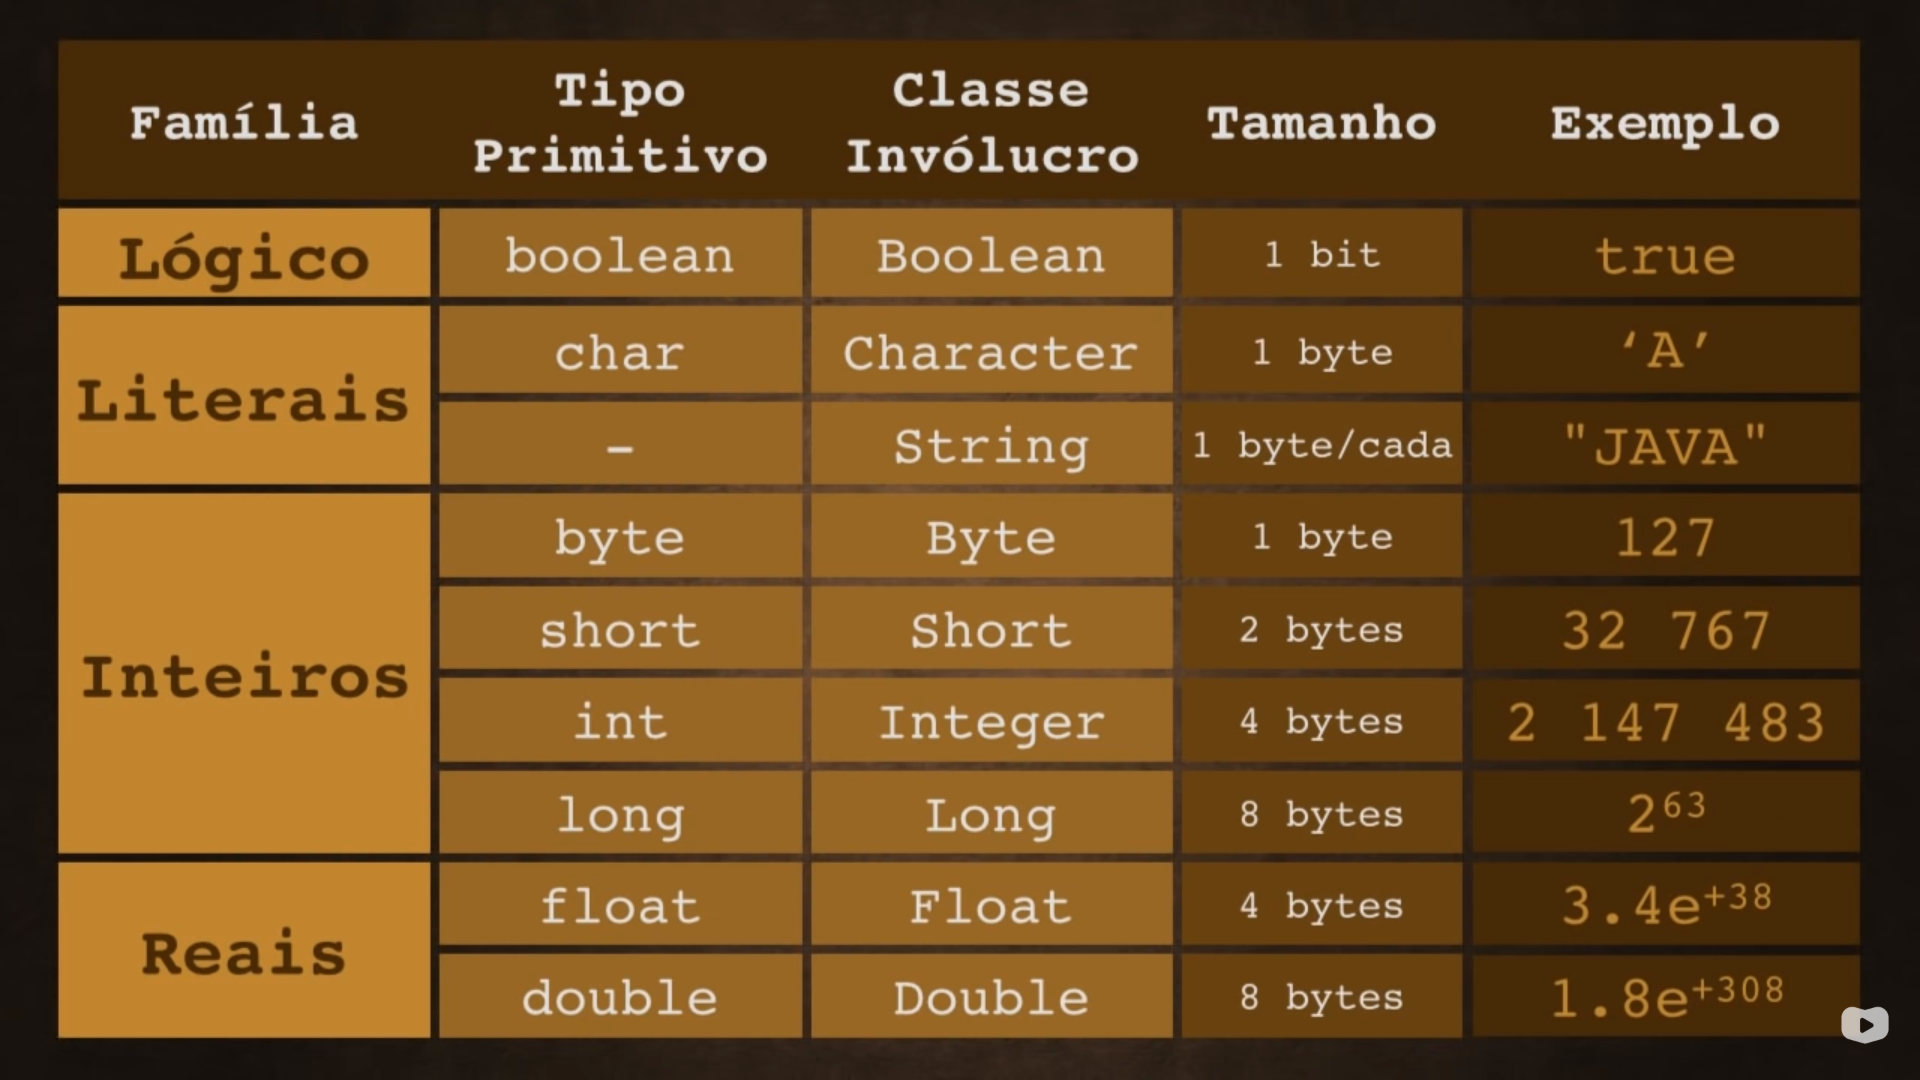 Família Tipo Primitivo Classe Invólucro Tamanho Exemplo
Lógico boolean Boolean 1 bit true
Literais char Character 1 byte ‘A’
- String 1 byte/cada "JAVA"
Inteiros byte Byte 1 byte 127
short Short 2 bytes 32 767
int Integer 4 bytes 2 147 483
long Long 8 bytes 2⁶³
Reais float Float 4 bytes 3.4e⁺³⁸
double Double 8 bytes 1.8e⁺³⁰⁸